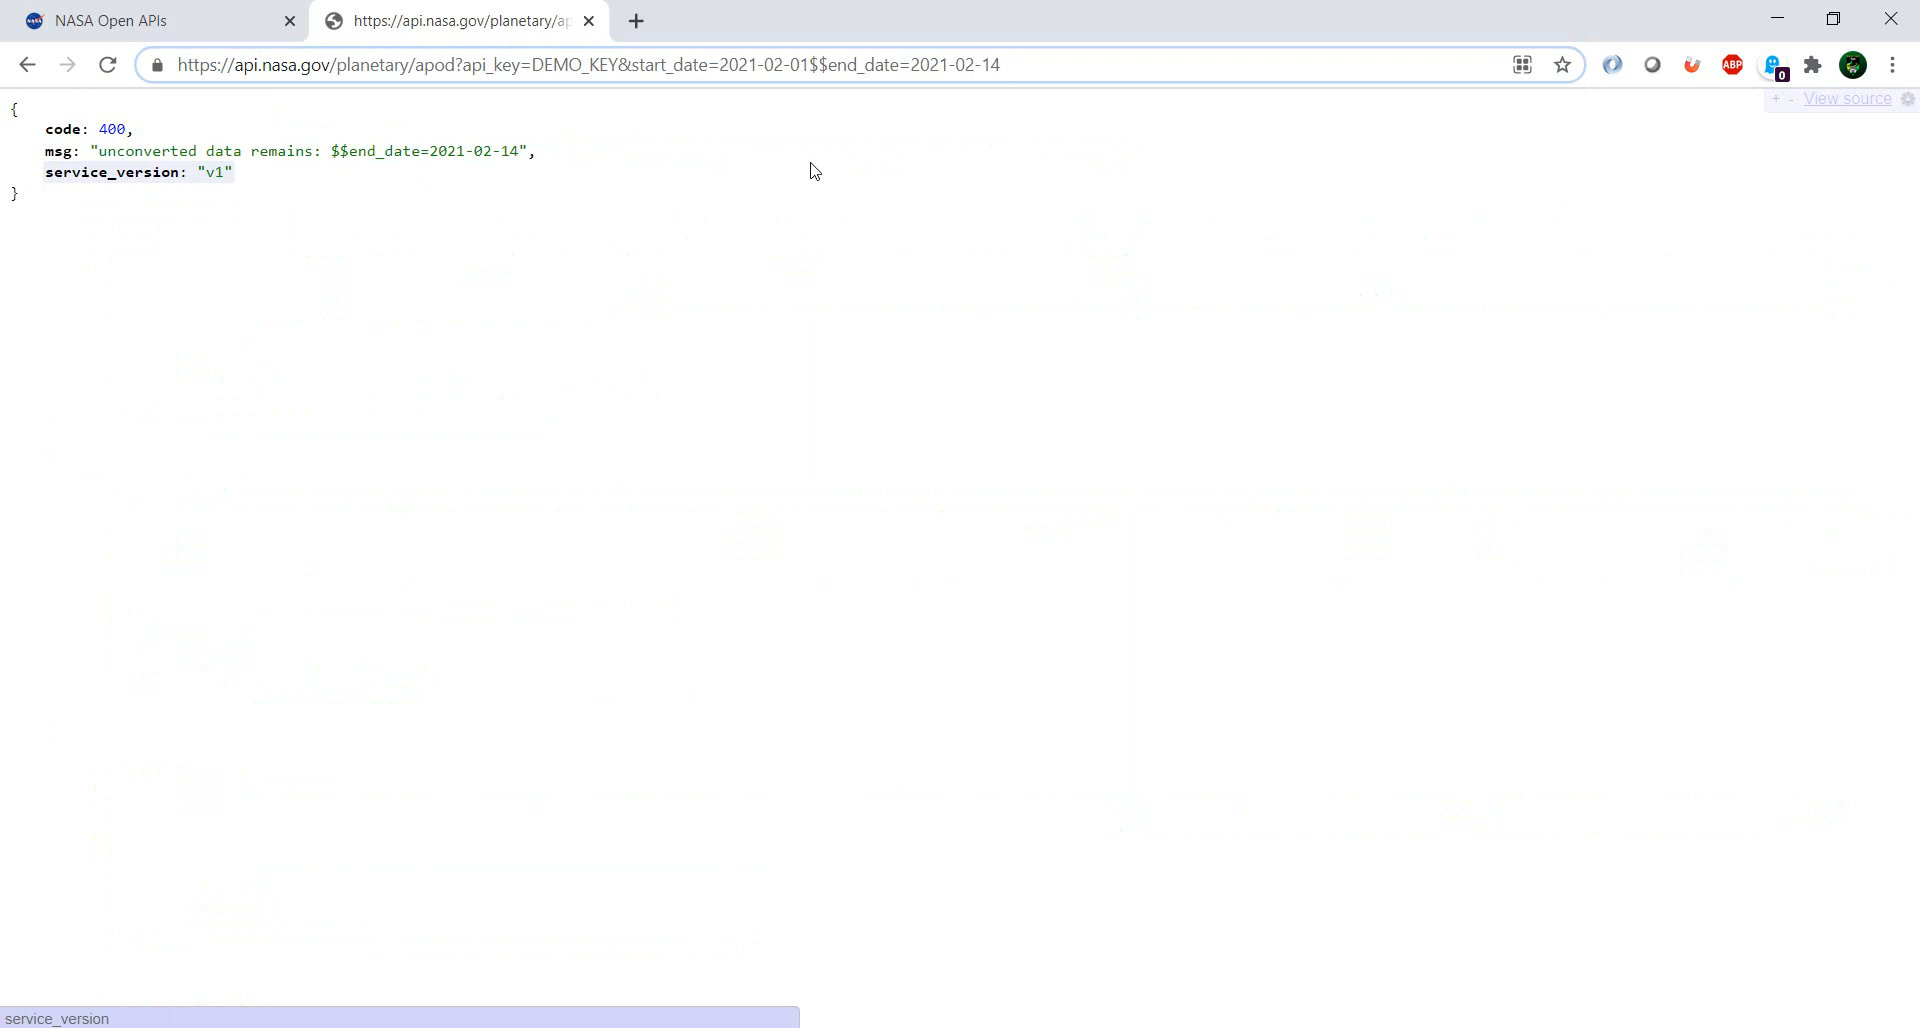 NASA Open APIs
https://api.nasa.gov/planetary/ap
https://api.nasa.gov/planetary/apod?api_key=DEMO_KEY&start_date=2021-02-01$$end_date=2021-02-14
ABP
0
+ - View source
{
code: 400,
msg: "unconverted data remains: $$end_date=2021-02-14",
service_version: "v1"
}
service_version